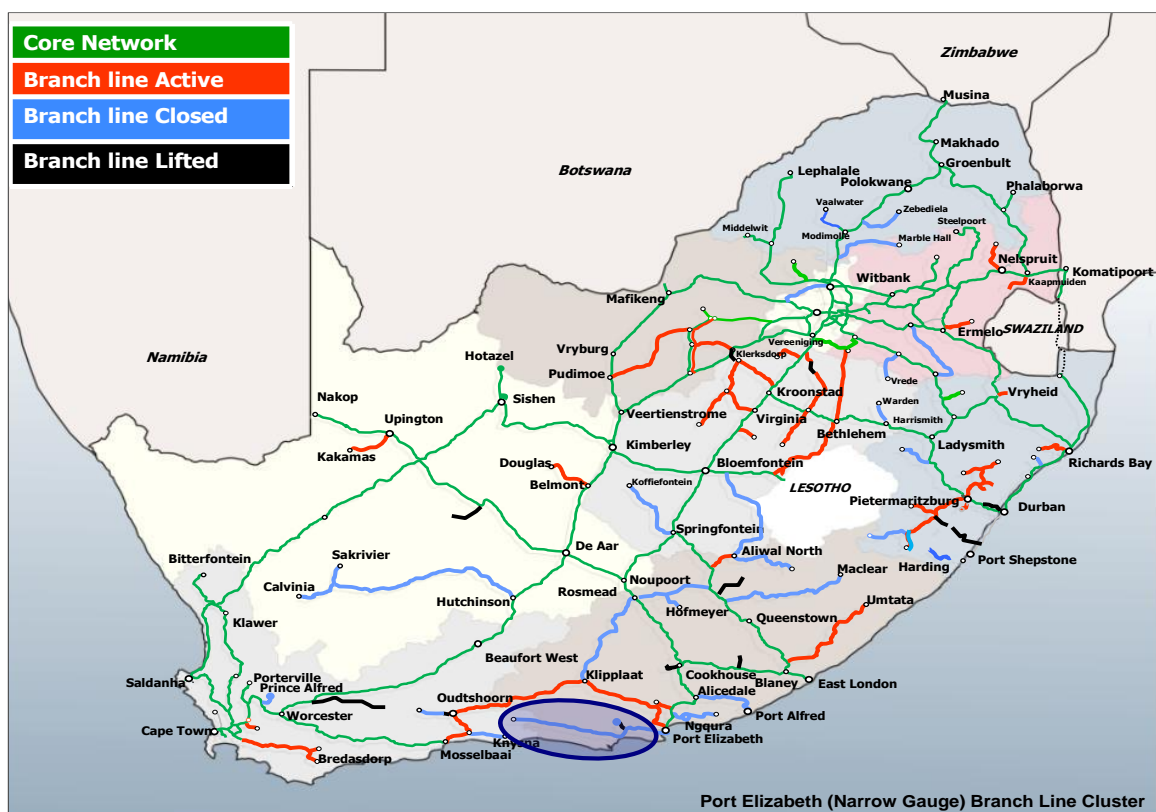 Core Network
Branch line Active
Branch line Closed
Branch line Lifted
Zimbabwe
Musina
Makhado
Groenbult
Botswana
Lephalale
Polokwane
Phalaborwa
Vaalwater
Zebediela
Steelpoort
Middelwit
Modimolle
Marble Hall
Nelspruit
Komatipoort
Witbank
Kaapmuiden
Mafikeng
Ermelo
SWAZILAND
Namibia
Vryburg
Vereeniging
Hotazel
Klerksdorp
Pudimoe
Vrede
Vryheid
Nakop
Sishen
Kroonstad
Warden
Upington
Veertienstrome
Virginia
Harrismith
Bethlehem
Kakamas
Kimberley
Ladysmith
Douglas
Bloemfontein
Richards Bay
Belmont
Koffiefontein
LESOTHO
Pietermaritzburg
Durban
Springfontein
De Aar
Aliwal North
Port Shepstone
Bitterfontein
Sakrivier
Harding
Maclear
Calvinia
Noupoort
Hutchinson
Rosmead
Hofmeyer
Umtata
Klawer
Queenstown
Beaufort West
Saldanha
Porterville
Klipplaat
Cookhouse
Blaney
East London
Prince Alfred
Oudtshoorn
Alicedale
Worcester
Port Alfred
Cape Town
Knysna
Ngqura
Port Elizabeth
Mosselbaai
Bredasdorp
Port Elizabeth (Narrow Gauge) Branch Line Cluster